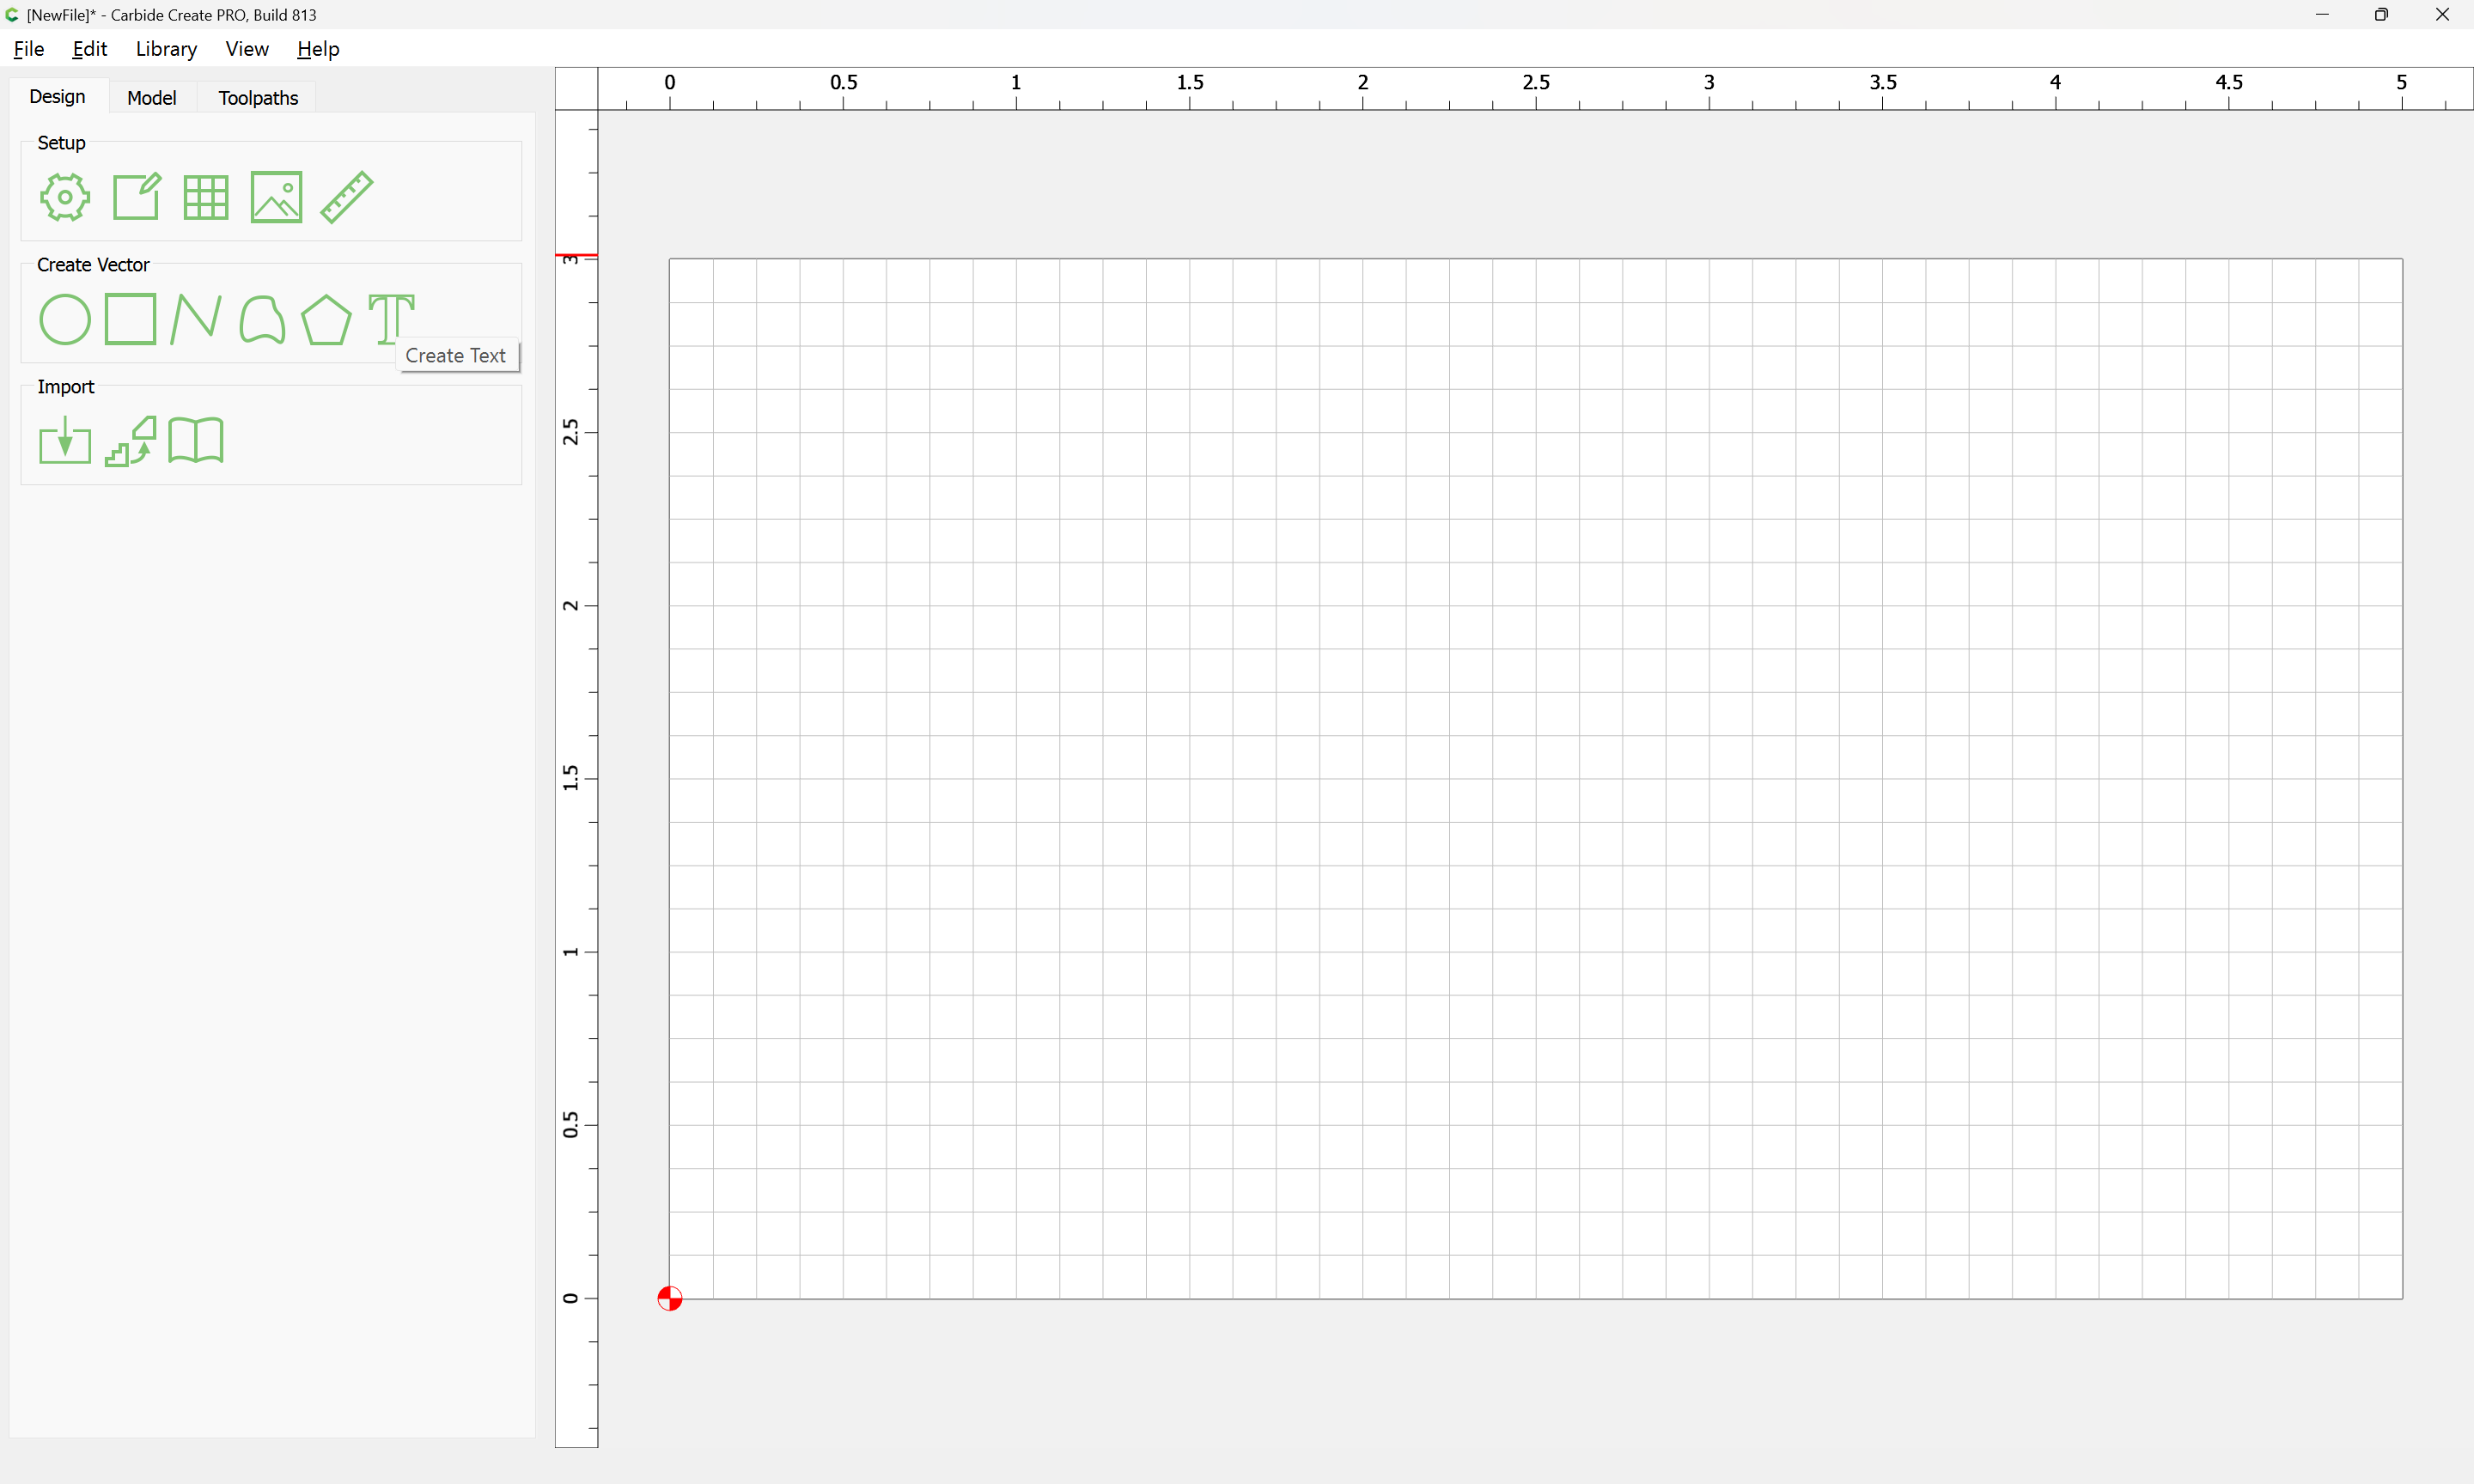 [NewFile]* - Carbide Create PRO, Build 813
File Edit Library View Help
Design Model Toolpaths
Setup
Create Vector
Create Text
Import
0 0.5 1 1.5 2 2.5 3 3.5 4 4.5 5
3
2.5
2
1.5
1
0.5
0